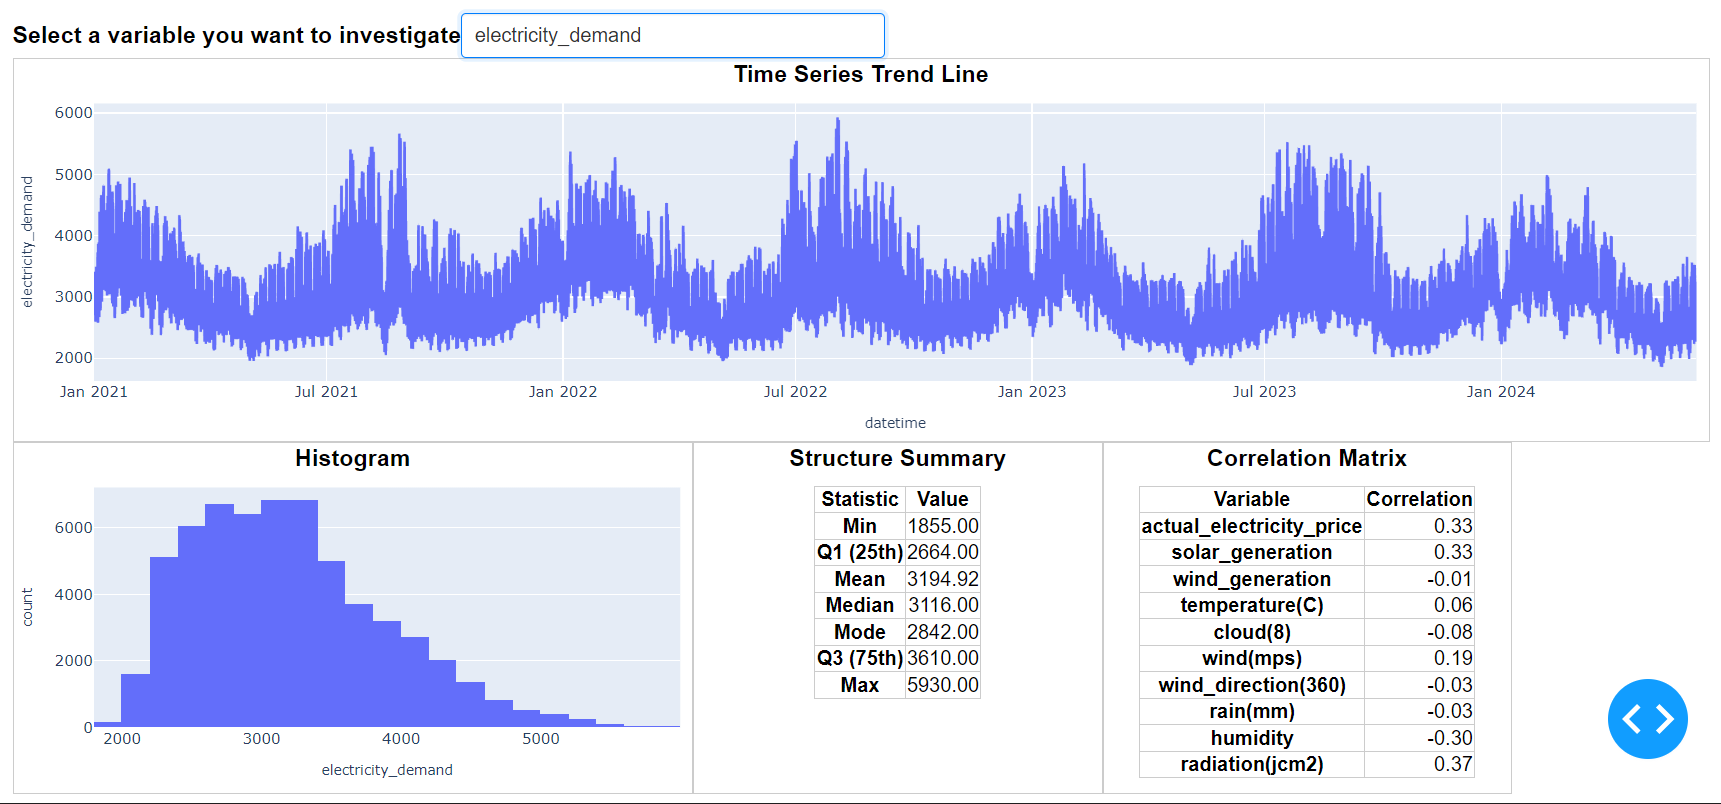 Select a variable you want to investigate electricity_demand
Time Series Trend Line
6000
5000
4000
3000
2000
electricity_demand
Jan 2021 Jul 2021 Jan 2022 Jul 2022 Jan 2023 Jul 2023 Jan 2024
datetime
Histogram
6000
4000
2000
0
count
2000 3000 4000 5000
electricity_demand
Structure Summary
Statistic Value
Min 1855.00
Q1 (25th) 2664.00
Mean 3194.92
Median 3116.00
Mode 2842.00
Q3 (75th) 3610.00
Max 5930.00
Correlation Matrix
Variable Correlation
actual_electricity_price 0.33
solar_generation 0.33
wind_generation -0.01
temperature(C) 0.06
cloud(8) -0.08
wind(mps) 0.19
wind_direction(360) -0.03
rain(mm) -0.03
humidity -0.30
radiation(jcm2) 0.37